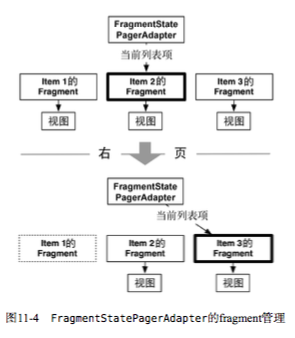 FragmentState
PagerAdapter
当前列表项
Item 1的
Fragment
Item 2的
Fragment
Item 3的
Fragment
视图
视图
视图
右 页
FragmentState
PagerAdapter
当前列表项
Item 1的
Fragment
Item 2的
Fragment
Item 3的
Fragment
视图
视图
图11-4 FragmentStatePagerAdapter的fragment管理